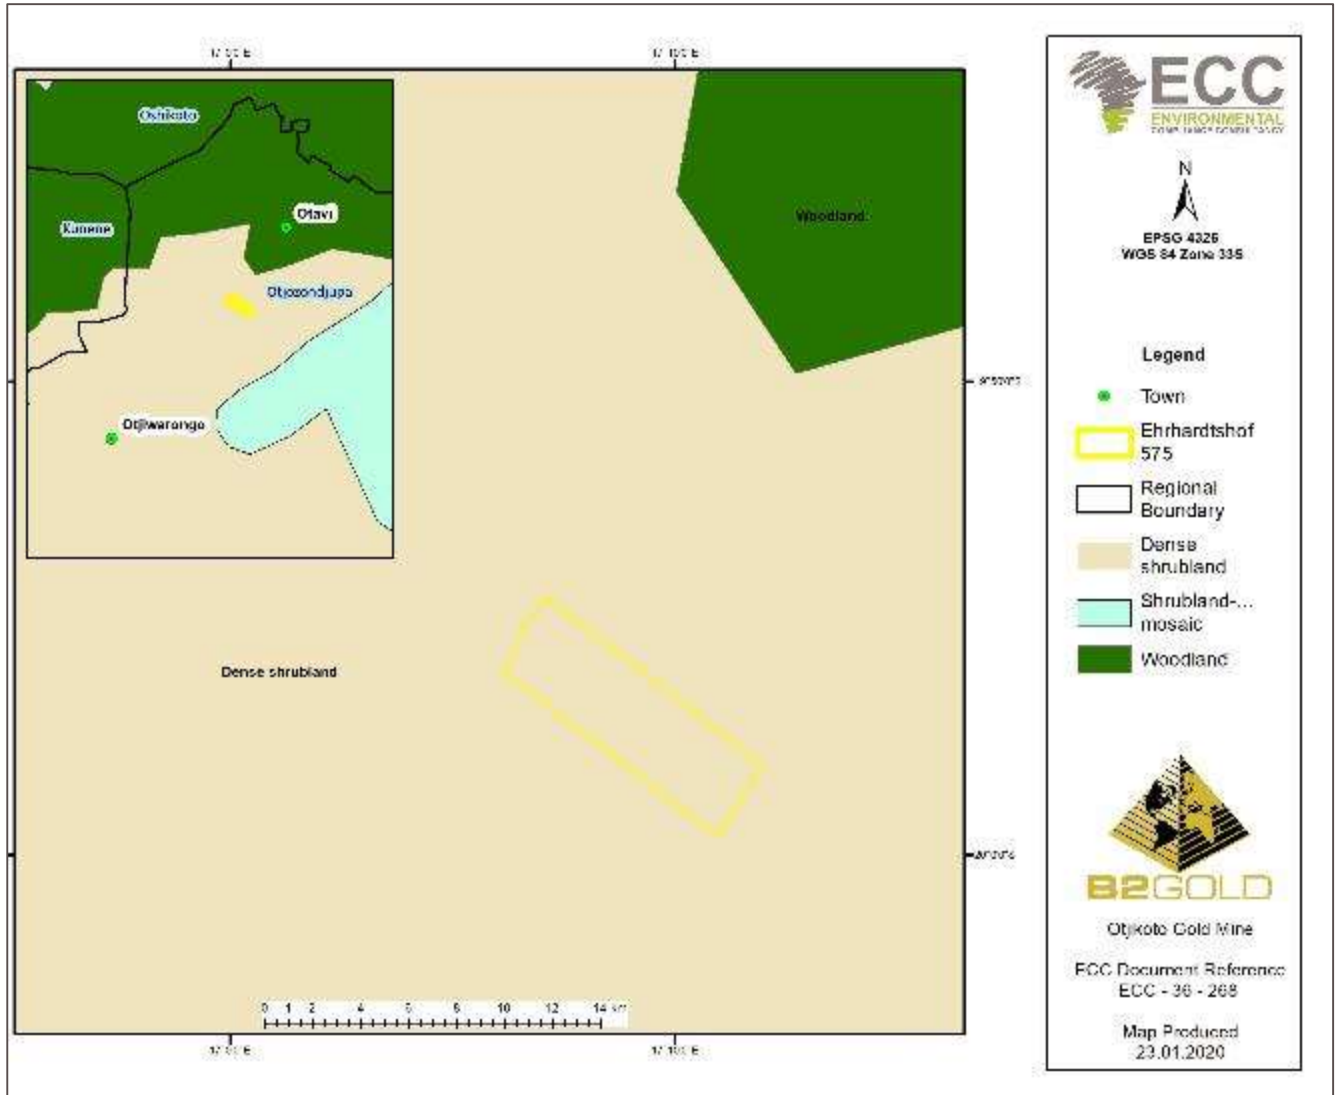 Oshikoto
Kunene
Otavi
Otjozondjupa
Otjiwarongo
Woodland
Dense shrubland
0 1 2 4 6 8 10 12 14 km
ECC
ENVIRONMENTAL
COMPLIANCE CONSULTANCY
N
EPSG 4326
WGS 84 Zone 33S
Legend
Town
Ehrhardtshof
575
Regional
Boundary
Dense
shrubland
Shrubland-...
mosaic
Woodland
B2GOLD
Otjikoto Gold Mine
ECC Document Reference
ECC - 36 - 268
Map Produced
23.01.2020